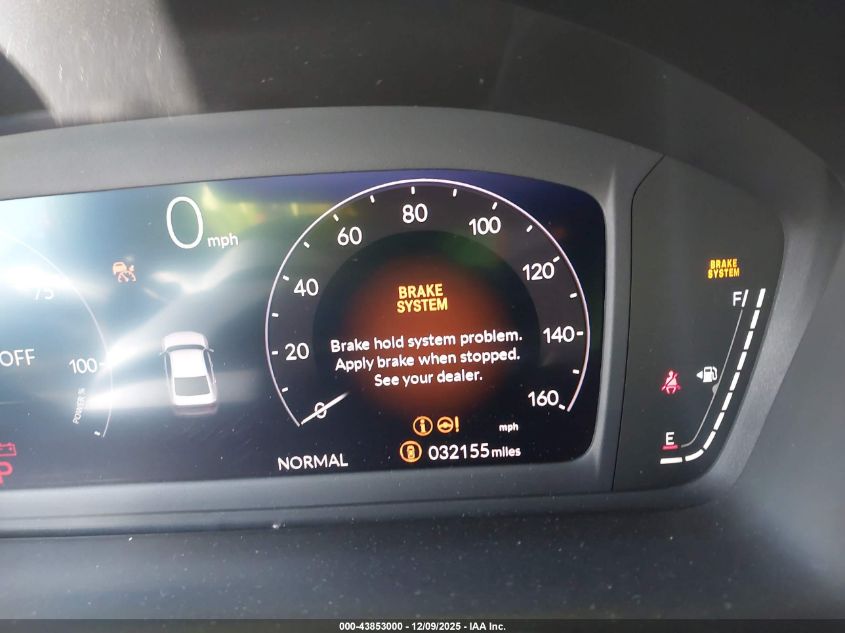 0 mph
75
OFF
100
POWER %
P
0
20
40
60
80
100
120
140
160
BRAKE
SYSTEM
Brake hold system problem.
Apply brake when stopped.
See your dealer.
mph
NORMAL
032155 miles
BRAKE
SYSTEM
F
E
000-43853000 - 12/09/2025 - IAA Inc.